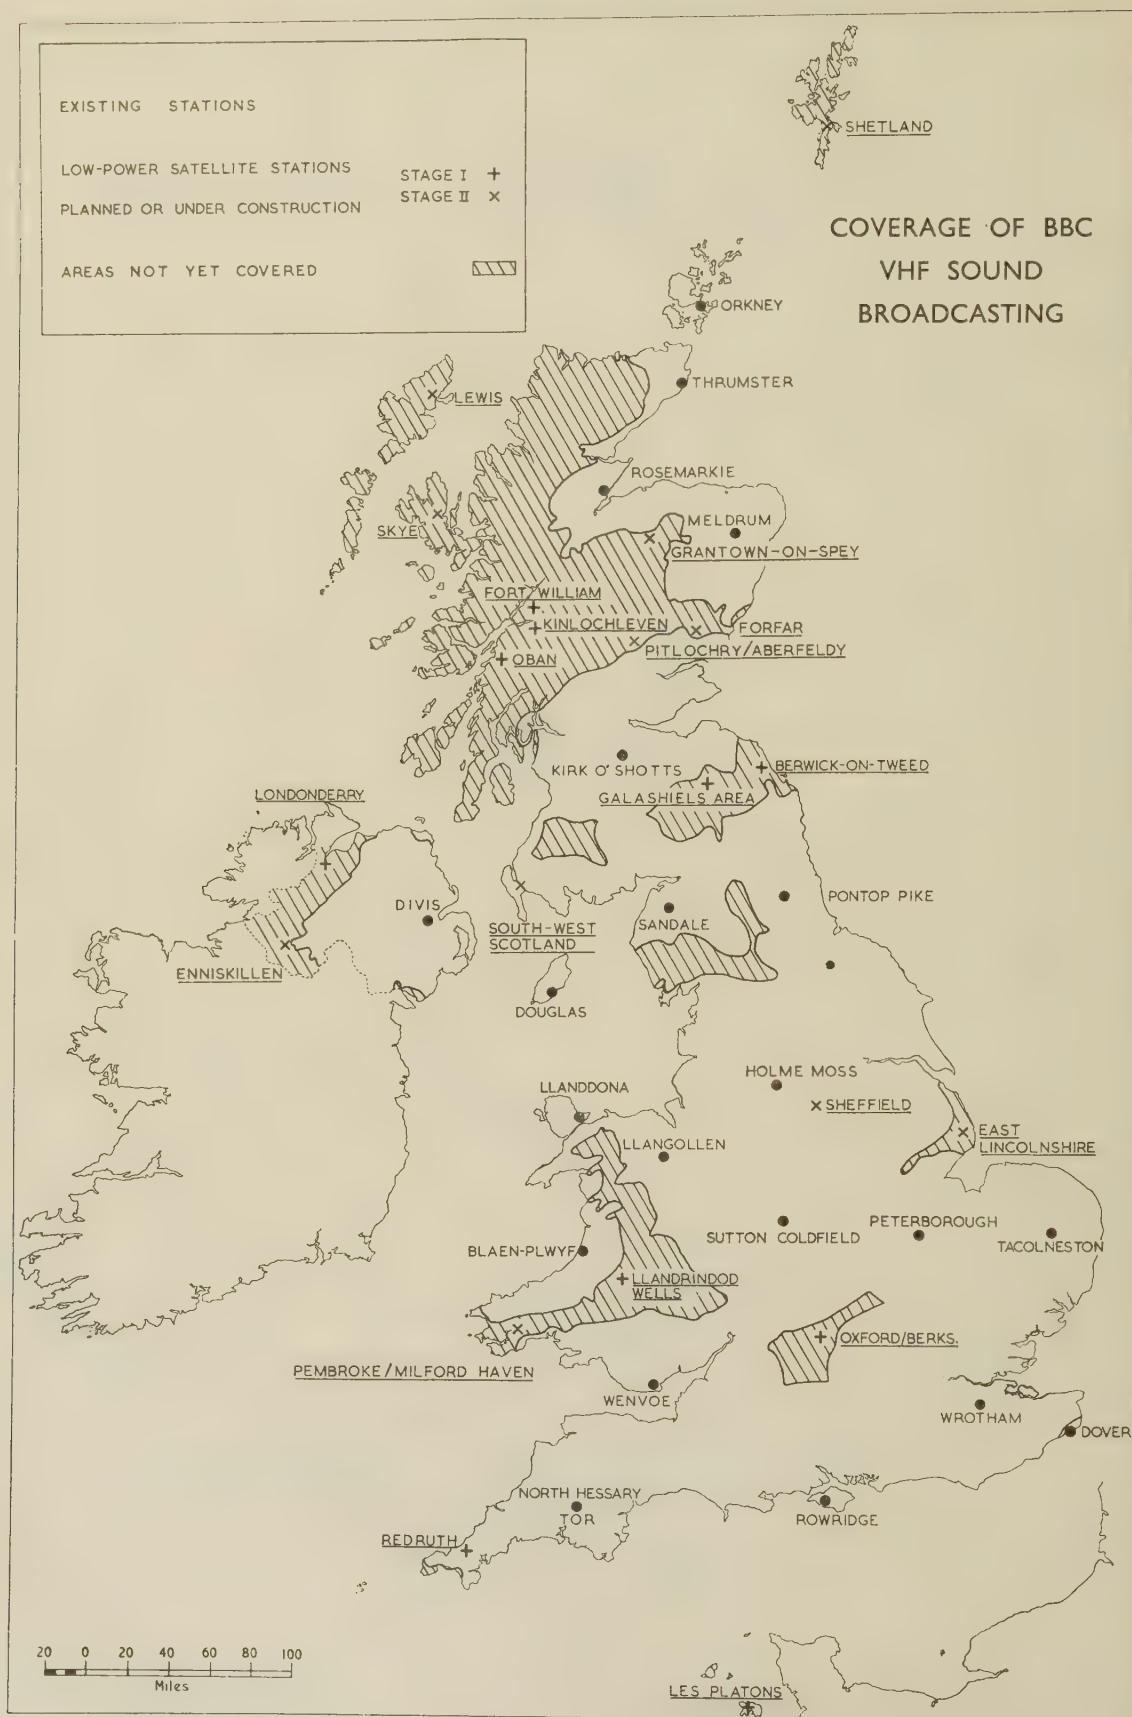 EXISTING STATIONS
LOW-POWER SATELLITE STATIONS
PLANNED OR UNDER CONSTRUCTION
STAGE I +
STAGE II ×
AREAS NOT YET COVERED
COVERAGE OF BBC
VHF SOUND
BROADCASTING
SHETLAND
ORKNEY
THRUMSTER
LEWIS
ROSEMARKIE
SKYE
MELDRUM
GRANTOWN-ON-SPEY
FORT WILLIAM
KINLOCHLEVEN
FORFAR
PITLOCHRY/ABERFELDY
OBAN
KIRK O' SHOTTS
BERWICK-ON-TWEED
GALASHIELS AREA
LONDONDERRY
DIVIS
PONTOP PIKE
SANDALE
SOUTH-WEST
SCOTLAND
ENNISKILLEN
DOUGLAS
HOLME MOSS
LLANDDONA
SHEFFIELD
EAST
LINCOLNSHIRE
LLANGOLLEN
SUTTON COLDFIELD
PETERBOROUGH
TACOLNESTON
BLAEN-PLWYF
LLANDRINDOD
WELLS
OXFORD/BERKS.
PEMBROKE/MILFORD HAVEN
WENVOE
WROTHAM
DOVER
NORTH HESSARY
TOR
ROWRIDGE
REDRUTH
20 0 20 40 60 80 100
Miles
LES PLATONS